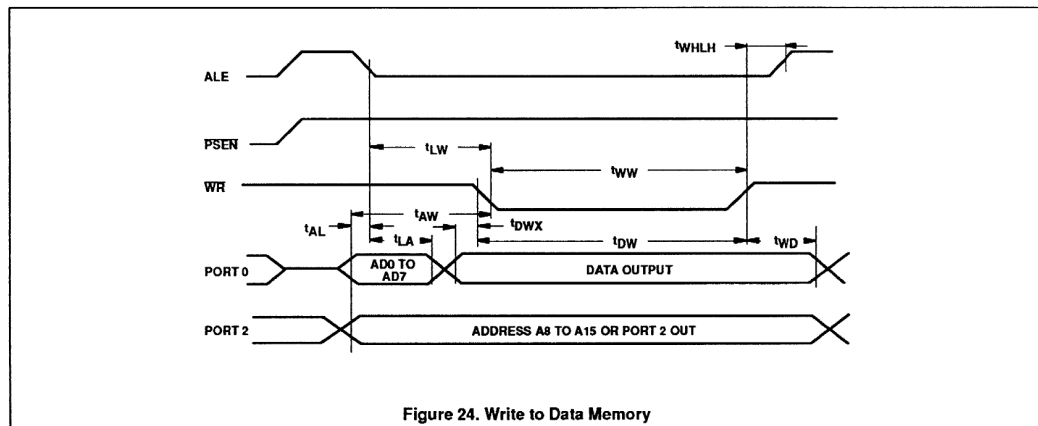 tWHLH
ALE
PSEN
tLW
tWW
WR
tAW
tAL
tDWX
tLA
tDW
tWD
PORT 0
AD0 TO
AD7
DATA OUTPUT
PORT 2
ADDRESS A8 TO A15 OR PORT 2 OUT
Figure 24. Write to Data Memory